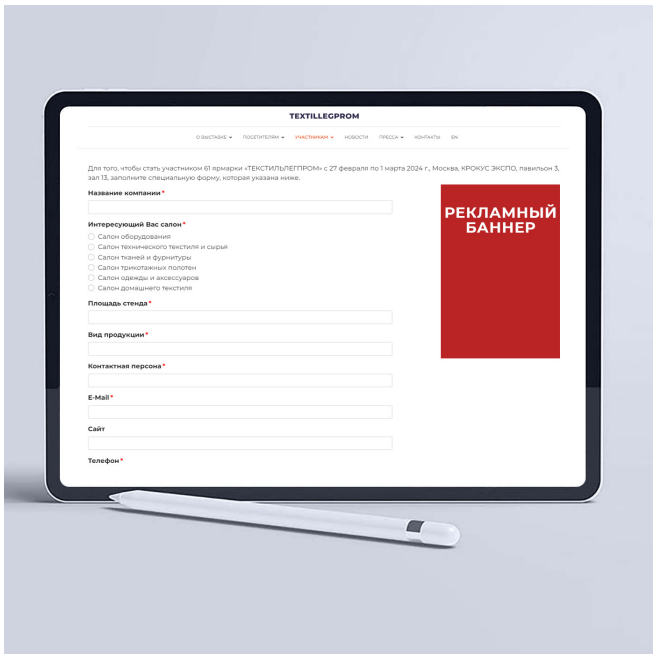 TEXTILLEGPROM
О ВЫСТАВКЕ ПОСЕТИТЕЛЯМ УЧАСТНИКАМ НОВОСТИ ПРЕССА КОНТАКТЫ EN
Для того, чтобы стать участником 61 ярмарки «ТЕКСТИЛЬЛЕГПРОМ» с 27 февраля по 1 марта 2024 г., Москва, КРОКУС ЭКСПО, павильон 3,
зал 13, заполните специальную форму, которая указана ниже.
Название компании *
РЕКЛАМНЫЙ
БАННЕР
Интересующий Вас салон *
Салон оборудования
Салон технического текстиля и сырья
Салон тканей и фурнитуры
Салон трикотажных полотен
Салон одежды и аксессуаров
Салон домашнего текстиля
Площадь стенда *
Вид продукции *
Контактная персона *
E-Mail *
Сайт
Телефон *